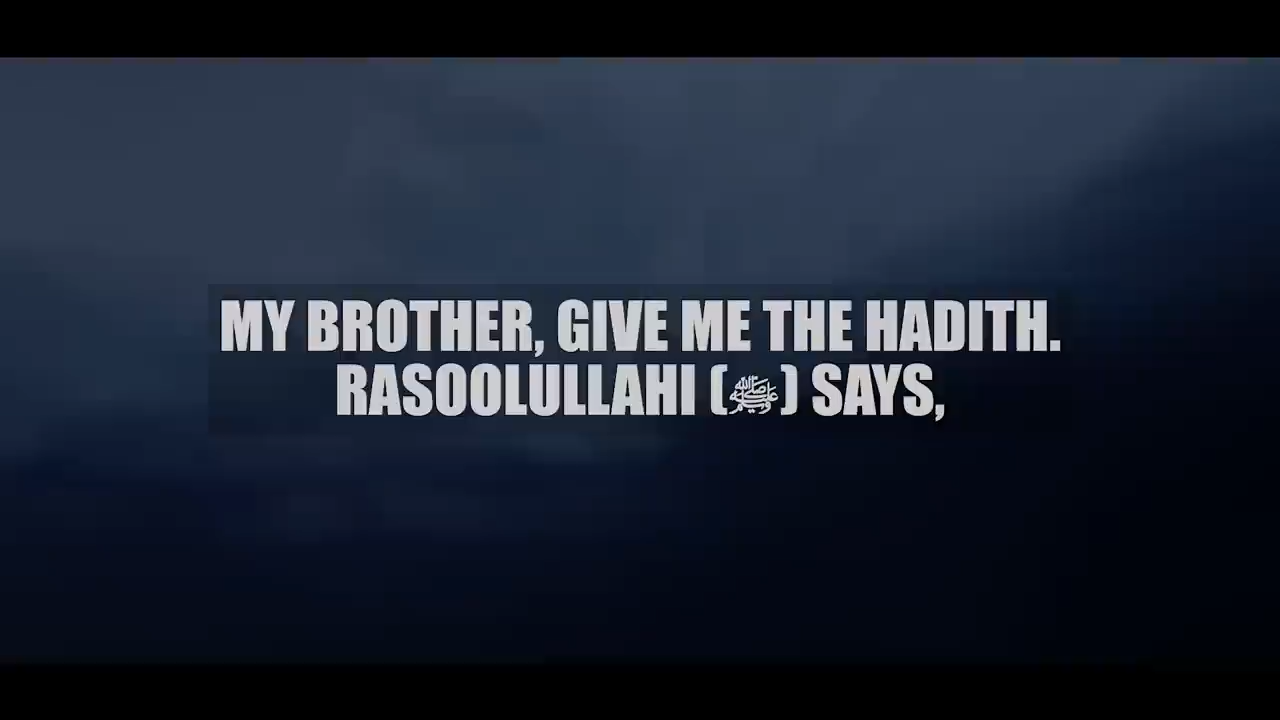 MY BROTHER, GIVE ME THE HADITH.
RASOOLULLAHI (ﷺ) SAYS,